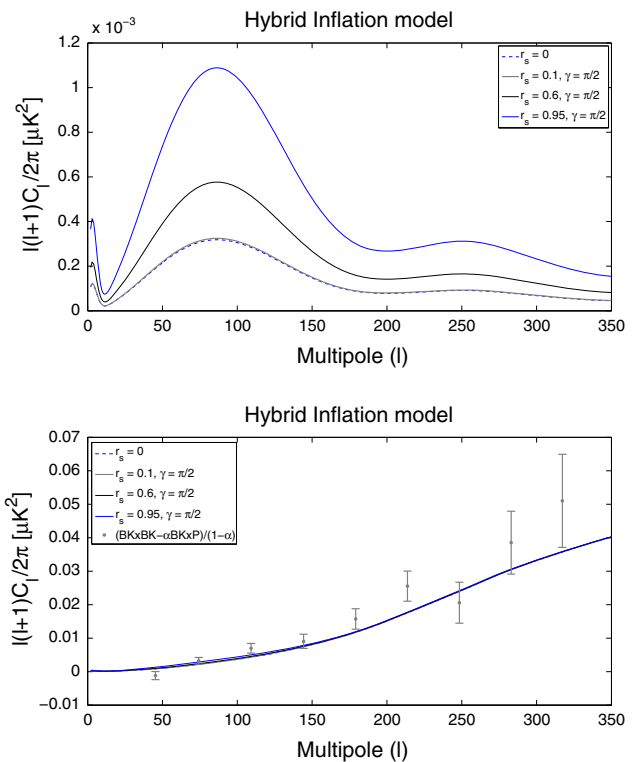 Hybrid Inflation model
x 10⁻³
1.2
1
0.8
0.6
0.4
0.2
0
l(l+1)C_l/2π [μK²]
r_s = 0
r_s = 0.1, γ = π/2
r_s = 0.6, γ = π/2
r_s = 0.95, γ = π/2
0 50 100 150 200 250 300 350
Multipole (l)
Hybrid Inflation model
0.07
0.06
0.05
0.04
0.03
0.02
0.01
0
−0.01
l(l+1)C_l/2π [μK²]
r_s = 0
r_s = 0.1, γ = π/2
r_s = 0.6, γ = π/2
r_s = 0.95, γ = π/2
(BKxBK−αBKxP)/(1−α)
0 50 100 150 200 250 300 350
Multipole (l)